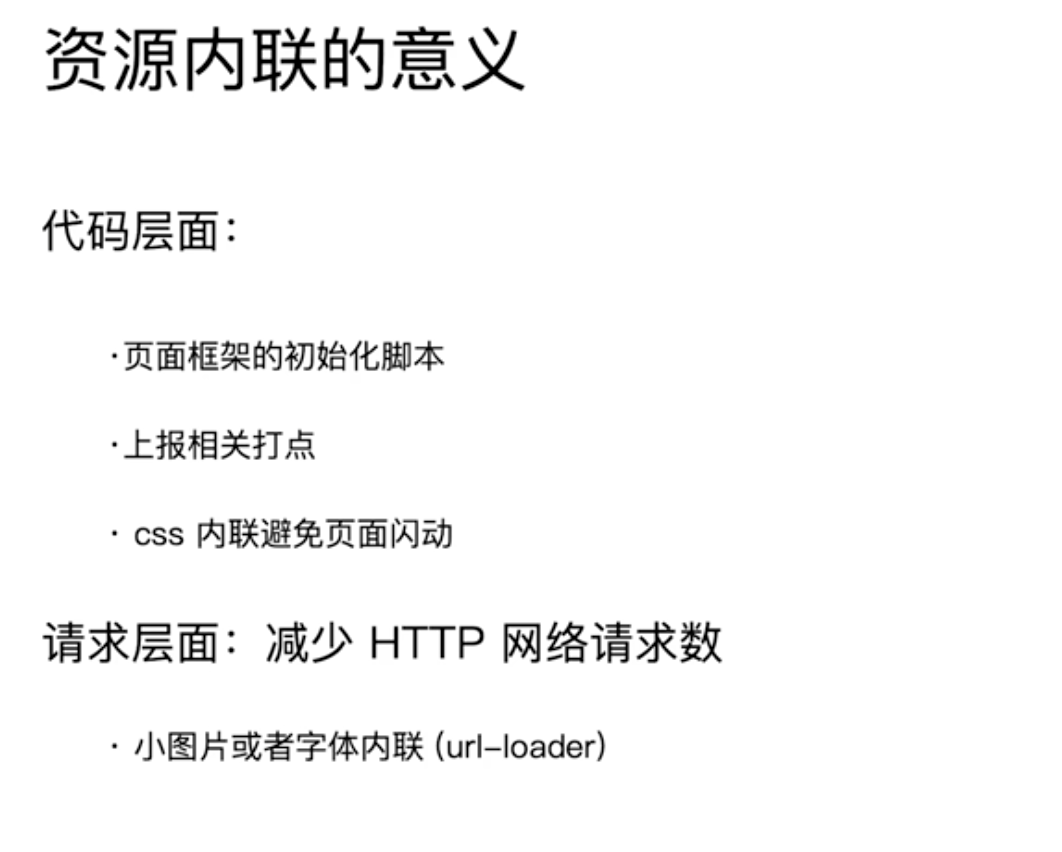 资源内联的意义
代码层面：
·页面框架的初始化脚本
·上报相关打点
· css 内联避免页面闪动
请求层面：减少 HTTP 网络请求数
· 小图片或者字体内联 (url-loader)